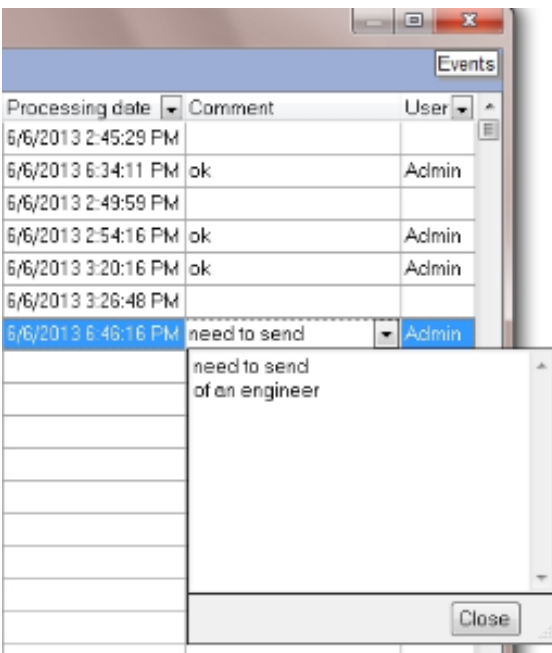 Events
Processing date Comment User
6/6/2013 2:45:29 PM
6/6/2013 6:34:11 PM ok Admin
6/6/2013 2:49:59 PM
6/6/2013 2:54:16 PM ok Admin
6/6/2013 3:20:16 PM ok Admin
6/6/2013 3:26:48 PM
6/6/2013 6:46:16 PM need to send Admin
need to send
of an engineer
Close